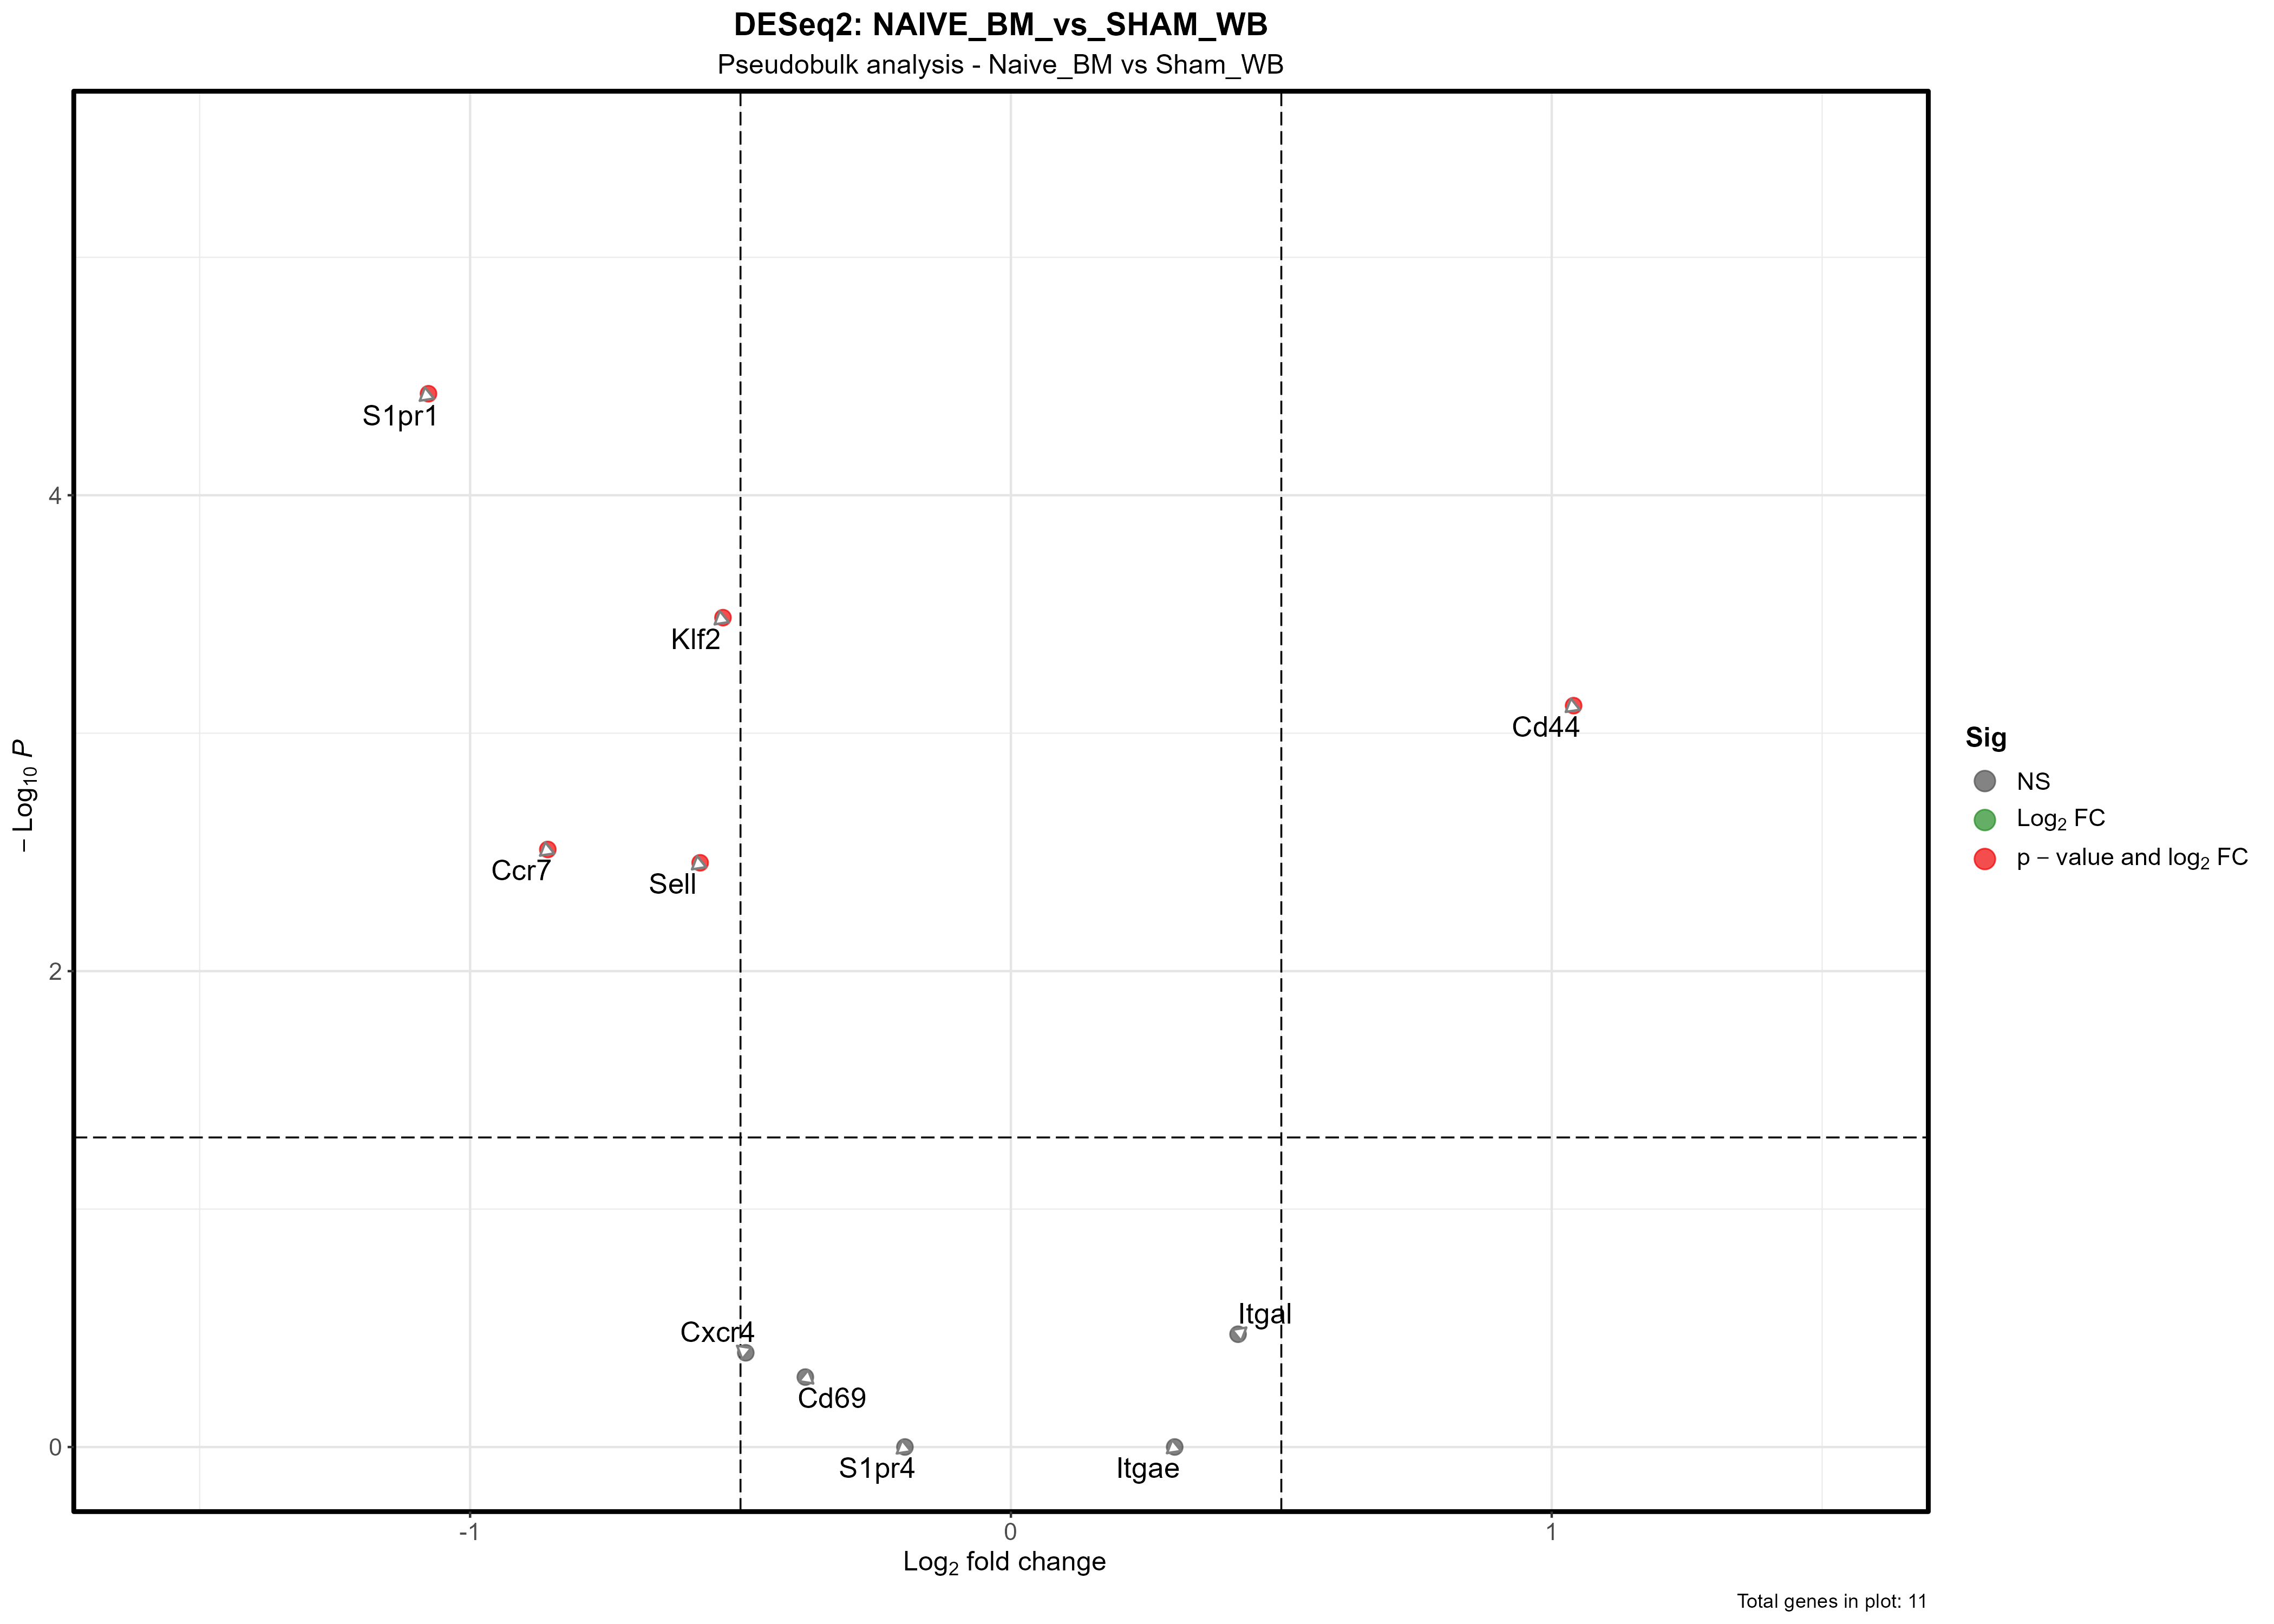 DESeq2: NAIVE_BM_vs_SHAM_WB
Pseudobulk analysis - Naive_BM vs Sham_WB
− Log₁₀ P
4
2
0
S1pr1
Klf2
Cd44
Ccr7
Sell
Itgal
Cxcr4
Cd69
S1pr4
Itgae
-1
0
1
Log₂ fold change
Sig
NS
Log₂ FC
p − value and log₂ FC
Total genes in plot: 11